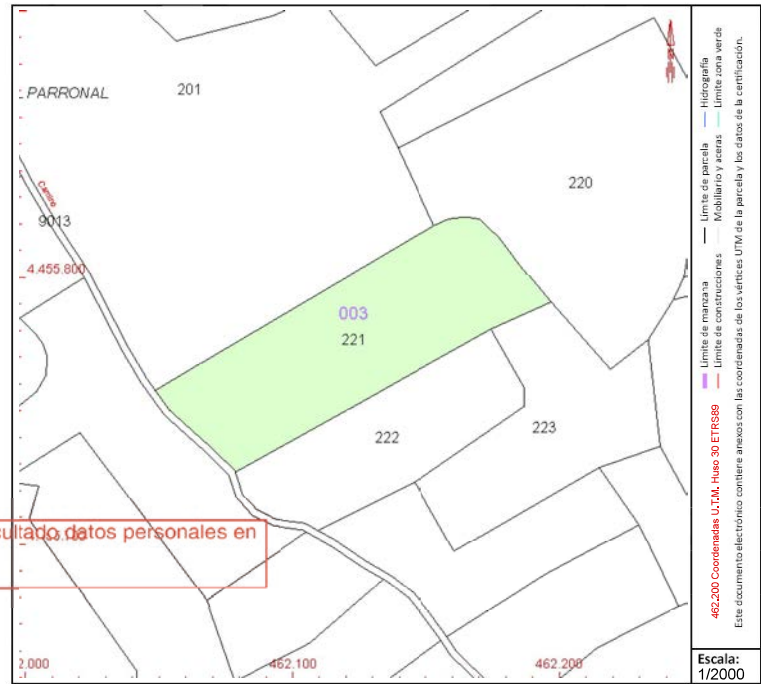 PARRONAL
201
220
Camino
9013
4.455.800
003
221
222
223
ocultado datos personales en
2.000
462.100
462.200
Límite de manzana
Límite de parcela
Hidrografía
Límite de construcciones
Mobiliario y aceras
Límite zona verde
462.200 Coordenadas U.T.M. Huso 30 ETRS89
Este documento electrónico contiene anexos con las coordenadas de los vértices UTM de la parcela y los datos de la certificación.
Escala:
1/2000